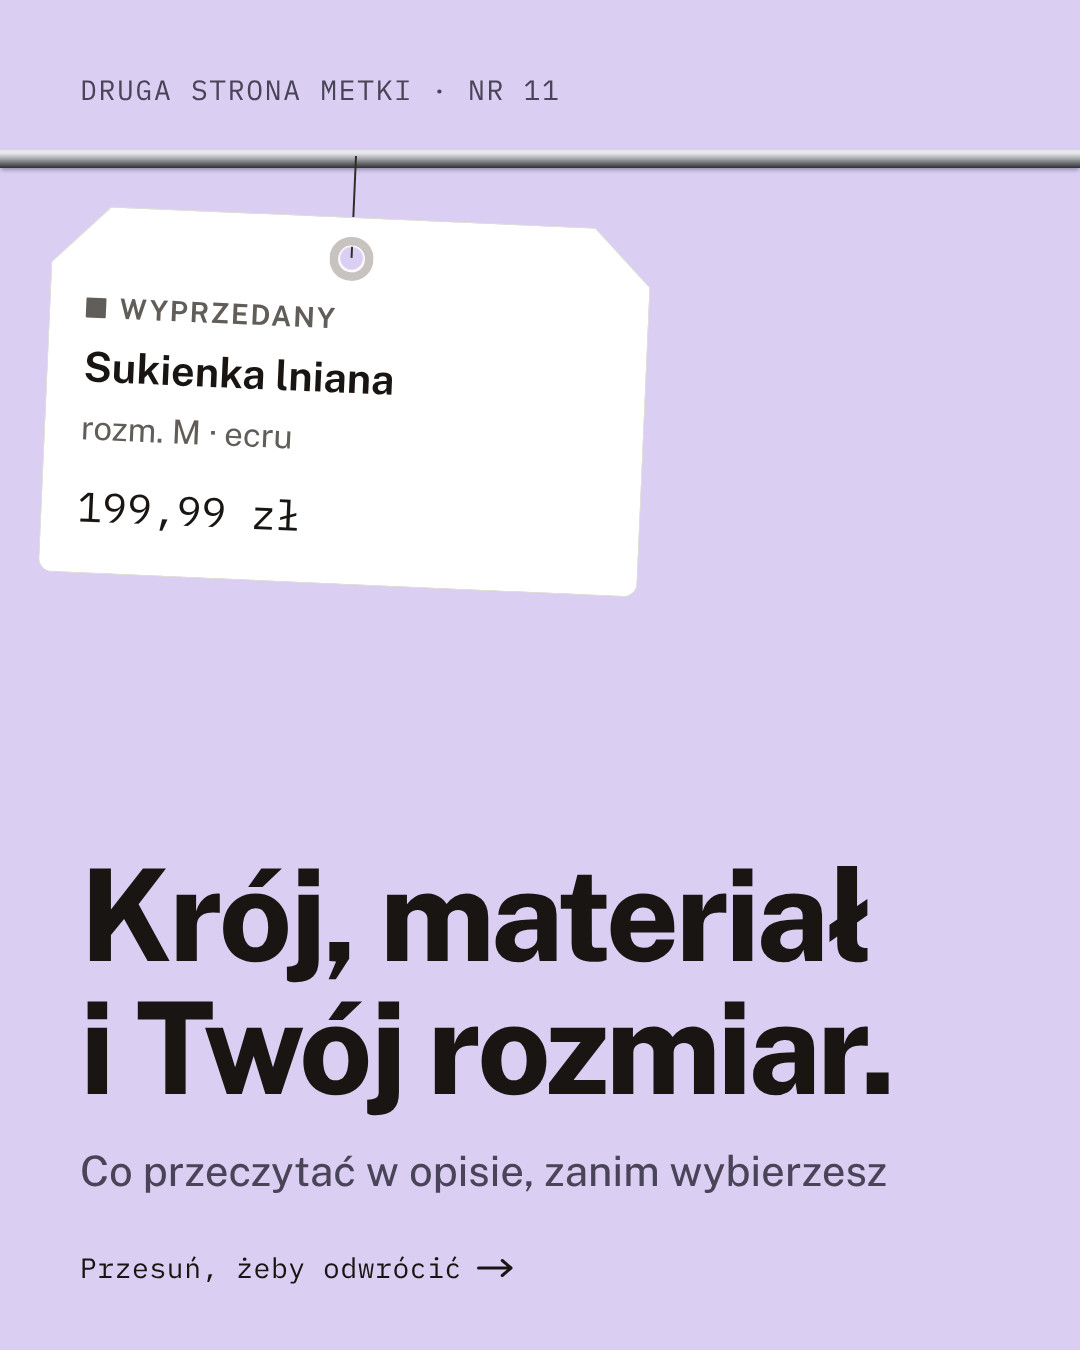 DRUGA STRONA METKI · NR 11
WYPRZEDANY
Sukienka lniana
rozm. M · ecru
199,99 zł
Krój, materiał
i Twój rozmiar.
Co przeczytać w opisie, zanim wybierzesz
Przesuń, żeby odwrócić →